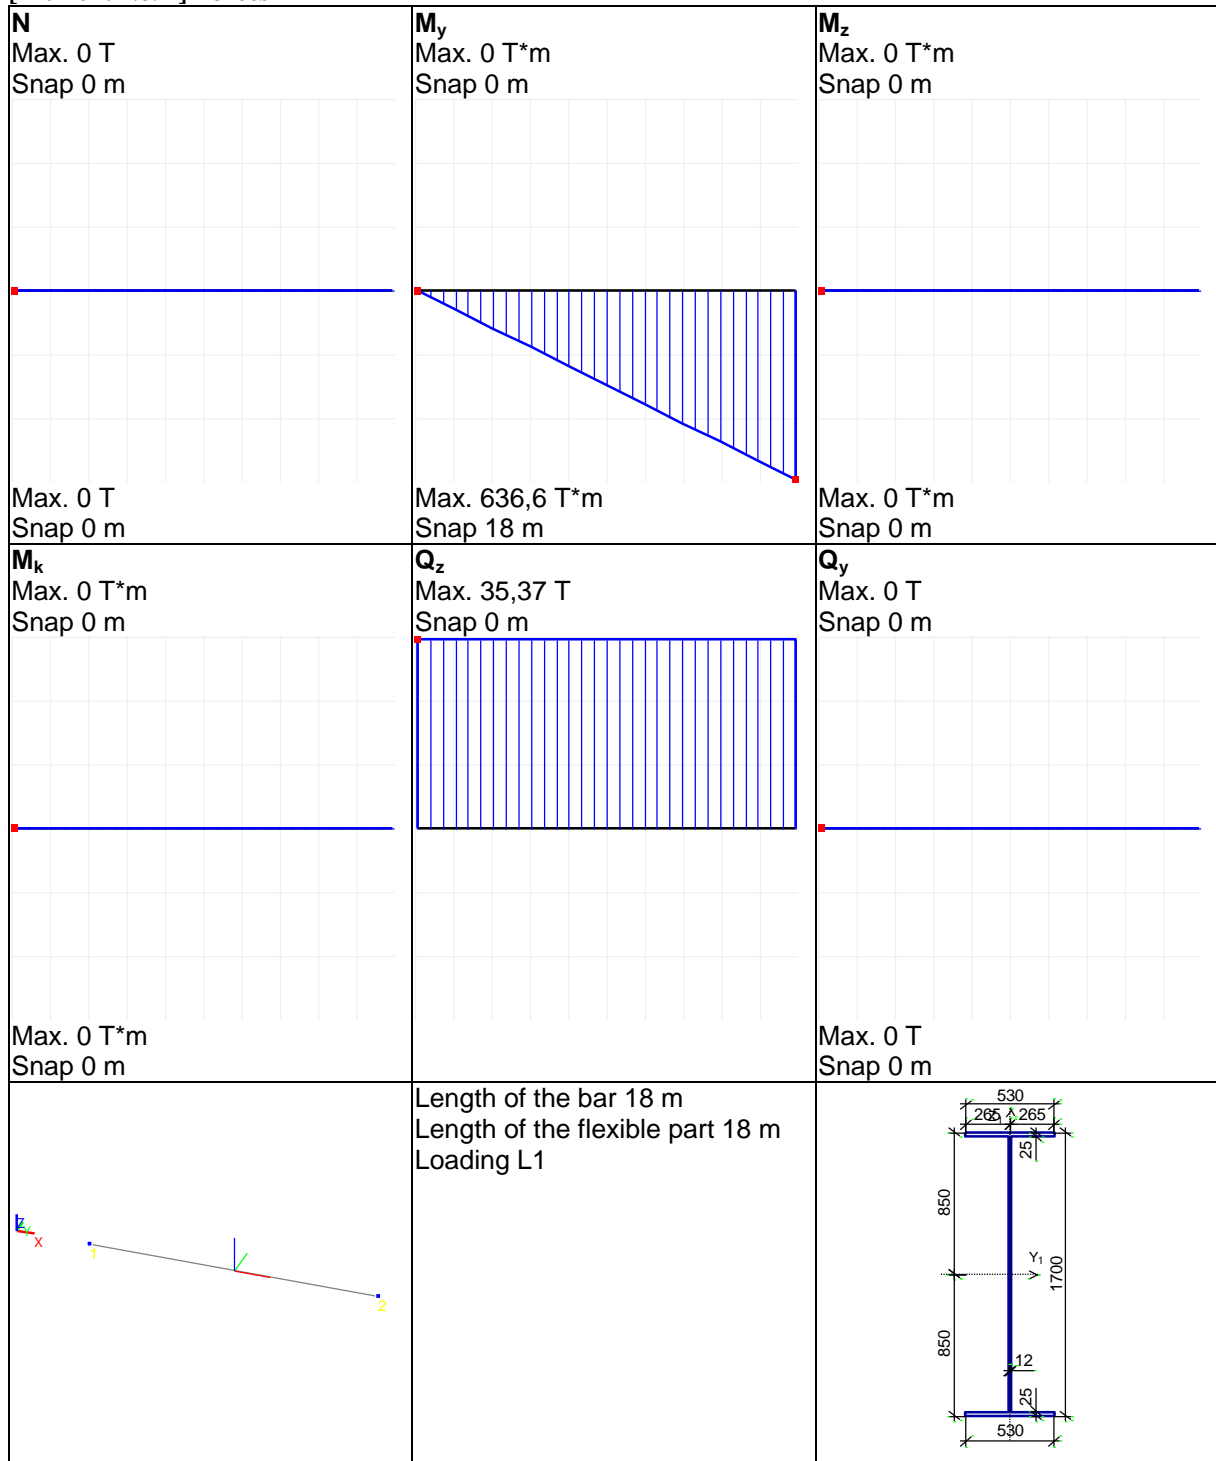 N
Max. 0 T
Snap 0 m
Max. 0 T
Snap 0 m
My
Max. 0 T*m
Snap 0 m
Max. 636,6 T*m
Snap 18 m
Mz
Max. 0 T*m
Snap 0 m
Max. 0 T*m
Snap 0 m
Mk
Max. 0 T*m
Snap 0 m
Max. 0 T*m
Snap 0 m
Qz
Max. 35,37 T
Snap 0 m
Qy
Max. 0 T
Snap 0 m
Max. 0 T
Snap 0 m
Z
Y
X
1
2
Length of the bar 18 m
Length of the flexible part 18 m
Loading L1
530
265
265
25
850
Y1
1700
850
12
25
530